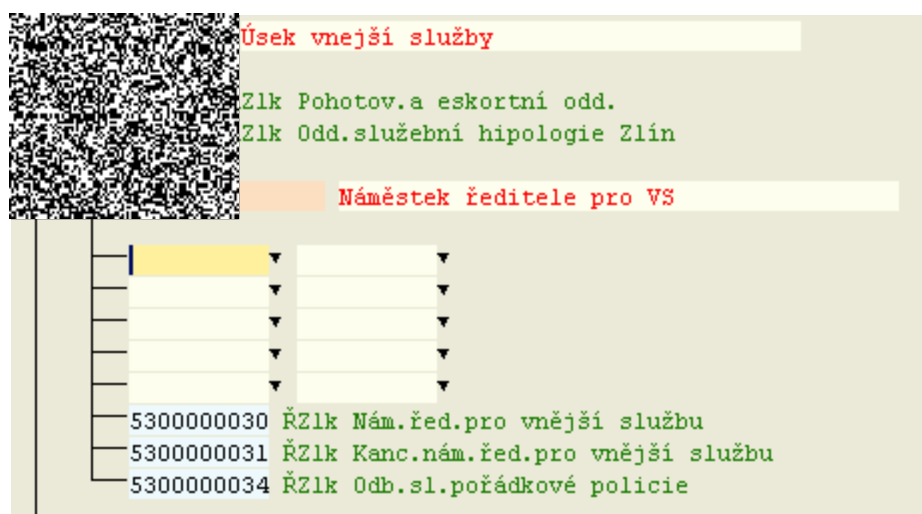 Úsek vnejší služby
Zlk Pohotov.a eskortní odd.
Zlk Odd.služební hipologie Zlín
Náměstek ředitele pro VS
5300000030 ŘZlk Nám.řed.pro vnější službu
5300000031 ŘZlk Kanc.nám.řed.pro vnější službu
5300000034 ŘZlk Odb.sl.pořádkové policie